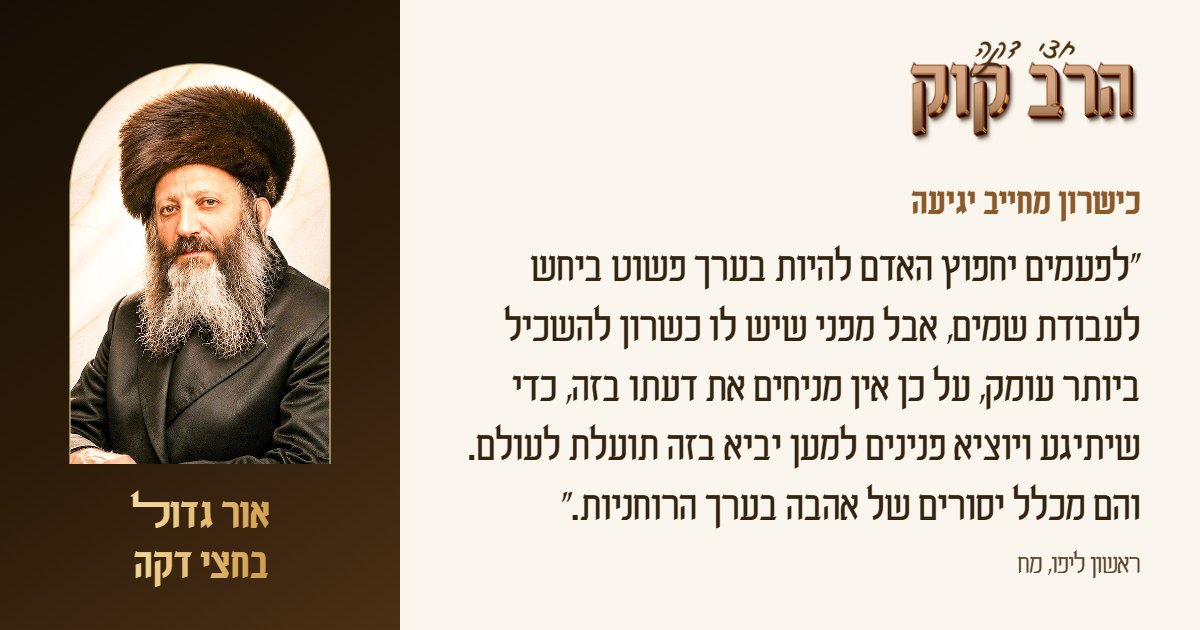 חצי דקה
הרב קוק
כישרון מחייב יגיעה
"לפעמים יחפוץ האדם להיות בערך פשוט ביחש
לעבודת שמים, אבל מפני שיש לו כשרון להשכיל
ביותר עומק, על כן אין מניחים את דעתו בזה, כדי
שיתיגע ויוציא פנינים למען יביא בזה תועלת לעולם.
והם מכלל יסורים של אהבה בערך הרוחניות."
ראשון ליפו, מח
אור גדול
בחצי דקה